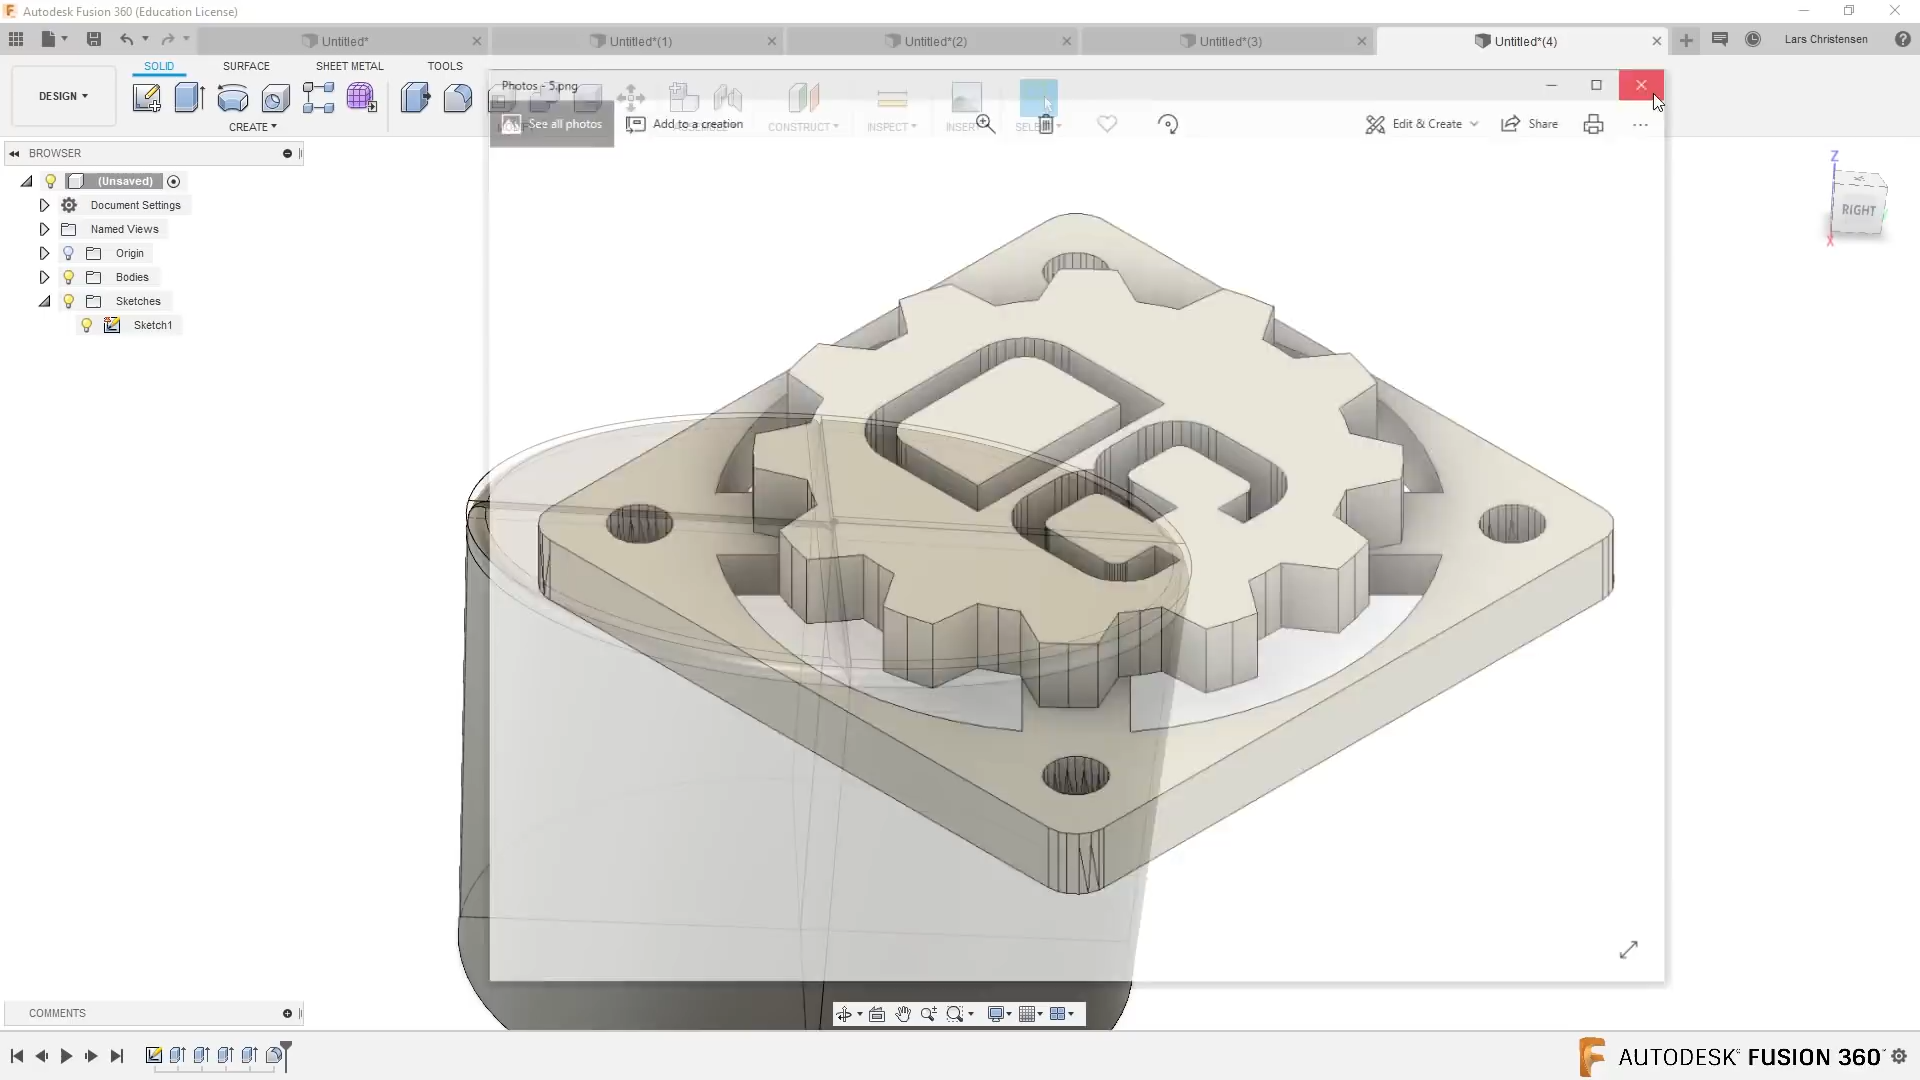 Autodesk Fusion 360 (Education License)
Untitled*
Untitled*(1)
Untitled*(2)
Untitled*(3)
Untitled*(4)
Lars Christensen
SOLID
SURFACE
SHEET METAL
TOOLS
DESIGN
CREATE
CONSTRUCT
INSPECT
Photos - 5.png
See all photos
Add to a creation
Edit & Create
Share
BROWSER
(Unsaved)
Document Settings
Named Views
Origin
Bodies
Sketches
Sketch1
Z
RIGHT
X
COMMENTS
AUTODESK® FUSION 360™